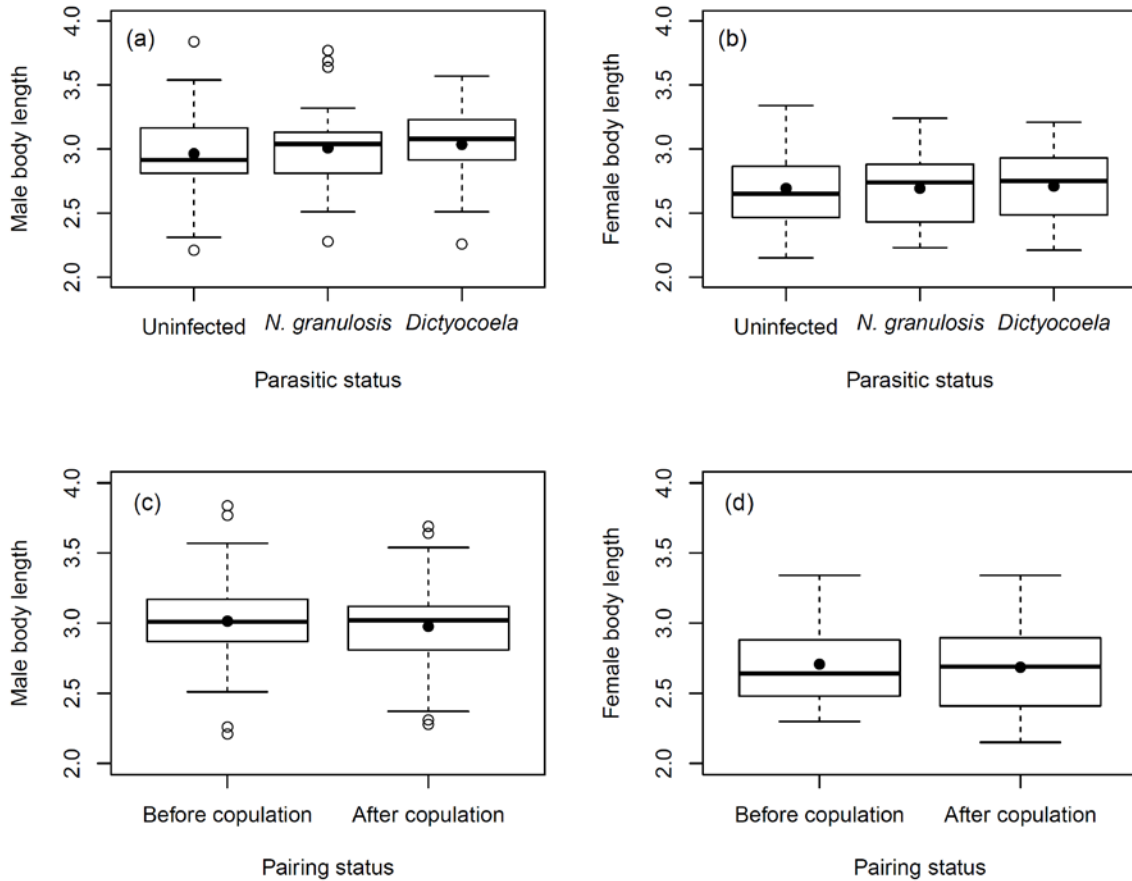 (a)
Male body length
4.0
3.5
3.0
2.5
2.0
Uninfected N. granulosis Dictyocoela
Parasitic status
(b)
Female body length
4.0
3.5
3.0
2.5
2.0
Uninfected N. granulosis Dictyocoela
Parasitic status
(c)
Male body length
4.0
3.5
3.0
2.5
2.0
Before copulation After copulation
Pairing status
(d)
Female body length
4.0
3.5
3.0
2.5
2.0
Before copulation After copulation
Pairing status